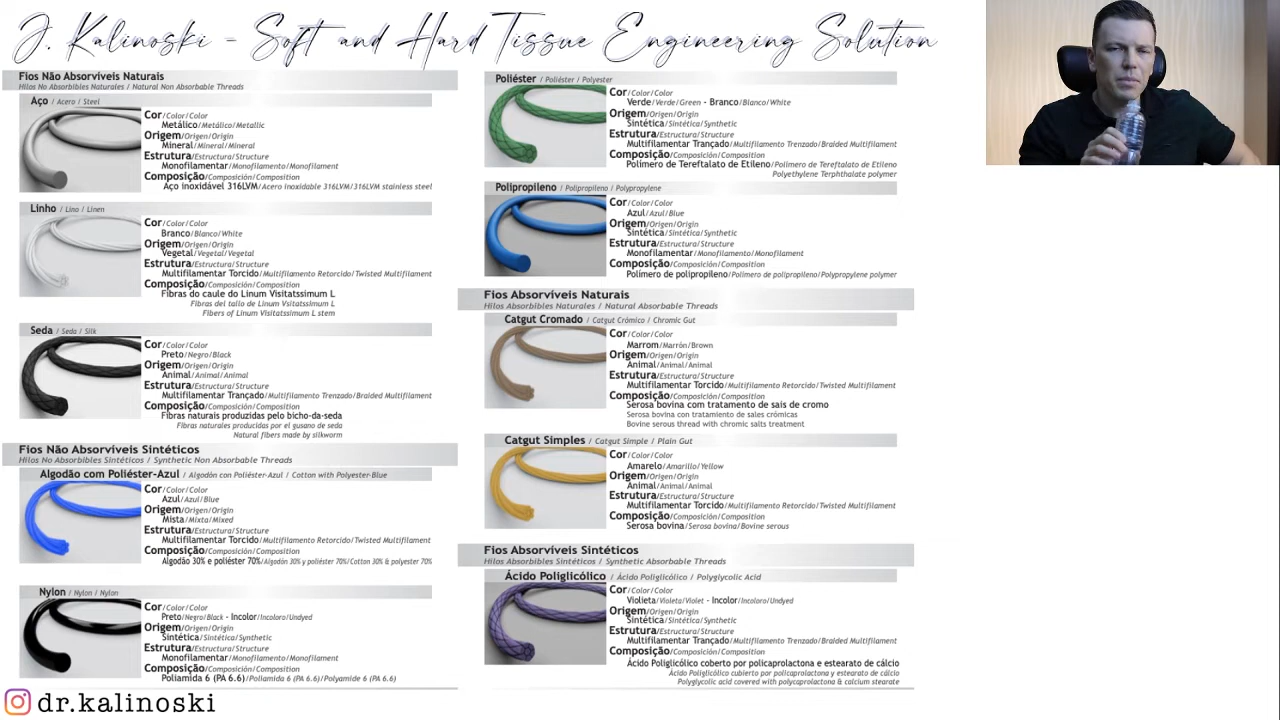 J. Kalinoski - Soft and Hard Tissue Engineering Solution
Fios Não Absorvíveis Naturais
Hilos No Absorbibles Naturales / Natural Non Absorbable Threads
Aço / Acero / Steel
Cor/Color/Color
Metálico/Metálico/Metallic
Origem/Origen/Origin
Mineral/Mineral/Mineral
Estrutura/Estructura/Structure
Monofilamentar/Monofilamento/Monofilament
Composição/Composición/Composition
Aço inoxidável 316LVM/Acero inoxidable 316LVM/316LVM stainless steel
Linho / Lino / Linen
Cor/Color/Color
Branco/Blanco/White
Origem/Origen/Origin
Vegetal/Vegetal/Vegetal
Estrutura/Estructura/Structure
Multifilamentar Torcido/Multifilamento Retorcido/Twisted Multifilament
Composição/Composición/Composition
Fibras do caule do Linum Visitatssimum L
Fibras del tallo de Linum Vsitatssimum L
Fibers of Linum Visitatssimum L stem
Seda / Seda / Silk
Cor/Color/Color
Preto/Negro/Black
Origem/Origen/Origin
Animal/Animal/Animal
Estrutura/Estructura/Structure
Multifilamentar Trançado/Multifilamento Trenzado/Braided Multifilament
Composição/Composición/Composition
Fibras naturais produzidas pelo bicho-da-seda
Fibras naturales producidas por el gusano de seda
Natural fibers made by silkworm
Fios Não Absorvíveis Sintéticos
Hilos No Absorbibles Sintéticos / Synthetic Non Absorbable Threads
Algodão com Poliéster-Azul / Algodón con Poliéster-Azul / Cotton with Polyester-Blue
Cor/Color/Color
Azul/Azul/Blue
Origem/Origen/Origin
Mista/Mixta/Mixed
Estrutura/Estructura/Structure
Multifilamentar Torcido/Multifilamento Retorcido/Twisted Multifilament
Composição/Composición/Composition
Algodão 30% e poliéster 70%/Algodón 30% y poliéster 70%/Cotton 30% & polyester 70%
Nylon / Nylon / Nylon
Cor/Color/Color
Preto/Negro/Black - Incolor/Incoloro/Undyed
Origem/Origen/Origin
Sintética/Sintética/Synthetic
Estrutura/Estructura/Structure
Monofilamentar/Monofilamento/Monofilament
Composição/Composición/Composition
Poliamida 6 (PA 6.6)/Poliamida 6 (PA 6.6)/Polyamide 6 (PA 6.6)
Poliéster / Poliéster / Polyester
Cor/Color/Color
Verde/Verde/Green - Branco/Blanco/White
Origem/Origen/Origin
Sintética/Sintética/Synthetic
Estrutura/Estructura/Structure
Multifilamentar Trançado/Multifilamento Trenzado/Braided Multifilament
Composição/Composición/Composition
Polímero de Tereftalato de Etileno/Polímero de Tereftalato de Etileno
Polyethylene Terphthalate polymer
Polipropileno / Polipropileno / Polypropylene
Cor/Color/Color
Azul/Azul/Blue
Origem/Origen/Origin
Sintética/Sintética/Synthetic
Estrutura/Estructura/Structure
Monofilamentar/Monofilamento/Monofilament
Composição/Composición/Composition
Polímero de polipropileno/Polímero de polipropileno/Polypropylene polymer
Fios Absorvíveis Naturais
Hilos Absorbibles Naturales / Natural Absorbable Threads
Catgut Cromado / Catgut Crómico / Chromic Gut
Cor/Color/Color
Marrom/Marrón/Brown
Origem/Origen/Origin
Animal/Animal/Animal
Estrutura/Estructura/Structure
Multifilamentar Torcido/Multifilamento Retorcido/Twisted Multifilament
Composição/Composición/Composition
Serosa bovina com tratamento de sais de cromo
Serosa bovina con tratamiento de sales crómicas
Bovine serous thread with chromic salts treatment
Catgut Simples / Catgut Simple / Plain Gut
Cor/Color/Color
Amarelo/Amarillo/Yellow
Origem/Origen/Origin
Animal/Animal/Animal
Estrutura/Estructura/Structure
Multifilamentar Torcido/Multifilamento Retorcido/Twisted Multifilament
Composição/Composición/Composition
Serosa bovina/Serosa bovina/Bovine serous
Fios Absorvíveis Sintéticos
Hilos Absorbibles Sintéticos / Synthetic Absorbable Threads
Ácido Poliglicólico / Ácido Poliglicólico / Polyglycolic Acid
Cor/Color/Color
Violieta/Violeta/Violet - Incolor/Incoloro/Undyed
Origem/Origen/Origin
Sintética/Sintética/Synthetic
Estrutura/Estructura/Structure
Multifilamentar Trançado/Multifilamento Trenzado/Braided Multifilament
Composição/Composición/Composition
Ácido Poliglicólico coberto por policaprolactona e estearato de cálcio
Ácido Poliglicólico cubierto por policaprolactona y estearato de cálcio
Polyglycolic acid covered with polycaprolactona & calcium stearate
dr.kalinoski